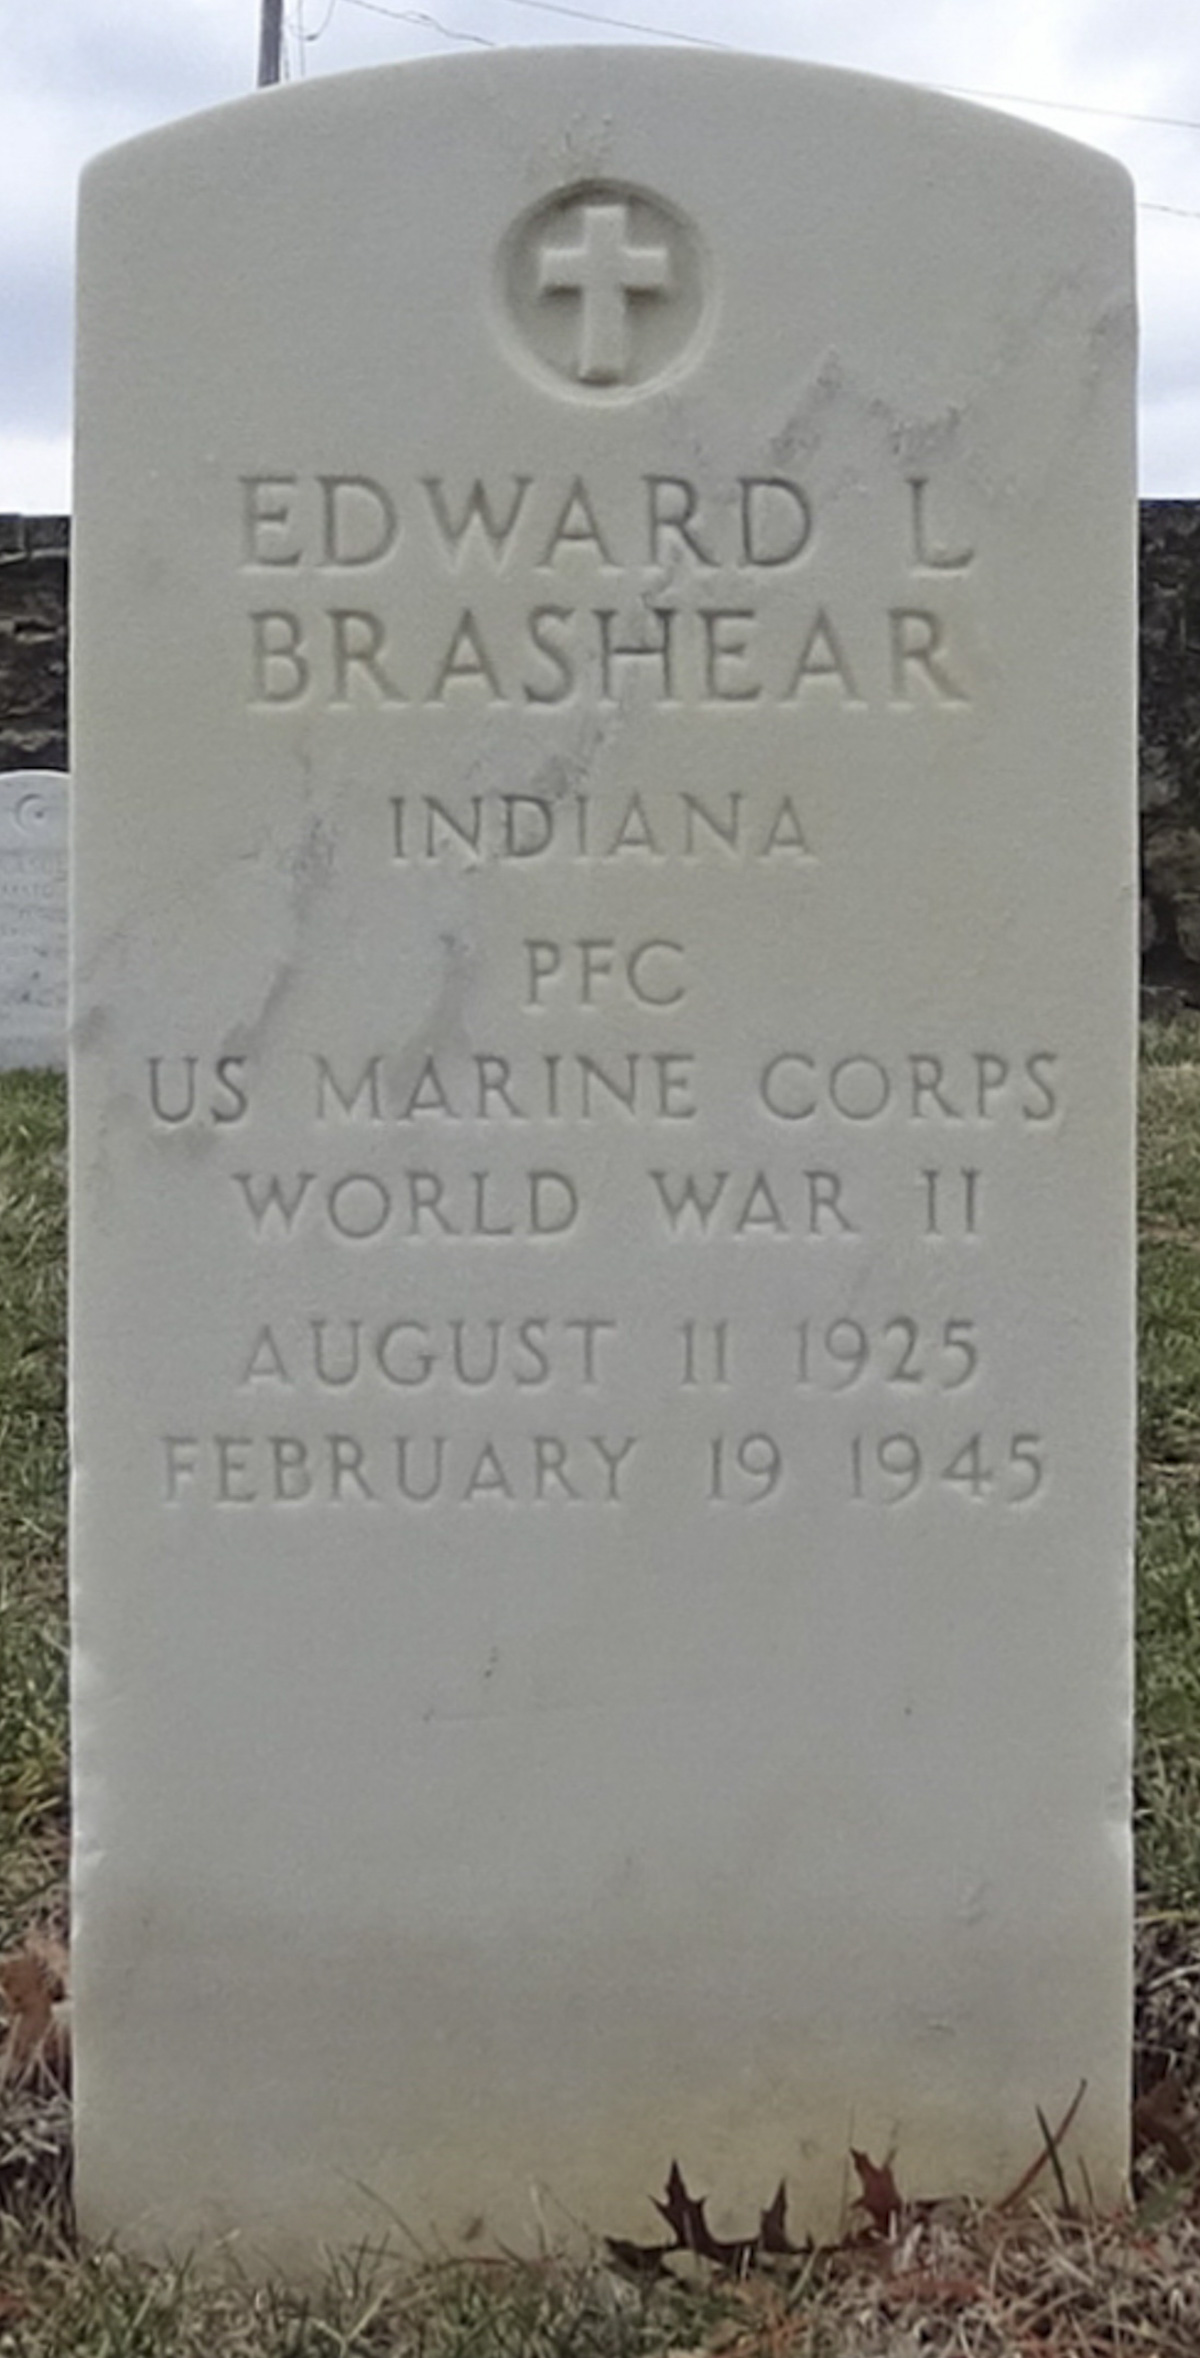 EDWARD L
BRASHEAR
INDIANA
PFC
US MARINE CORPS
WORLD WAR II
AUGUST 11 1925
FEBRUARY 19 1945